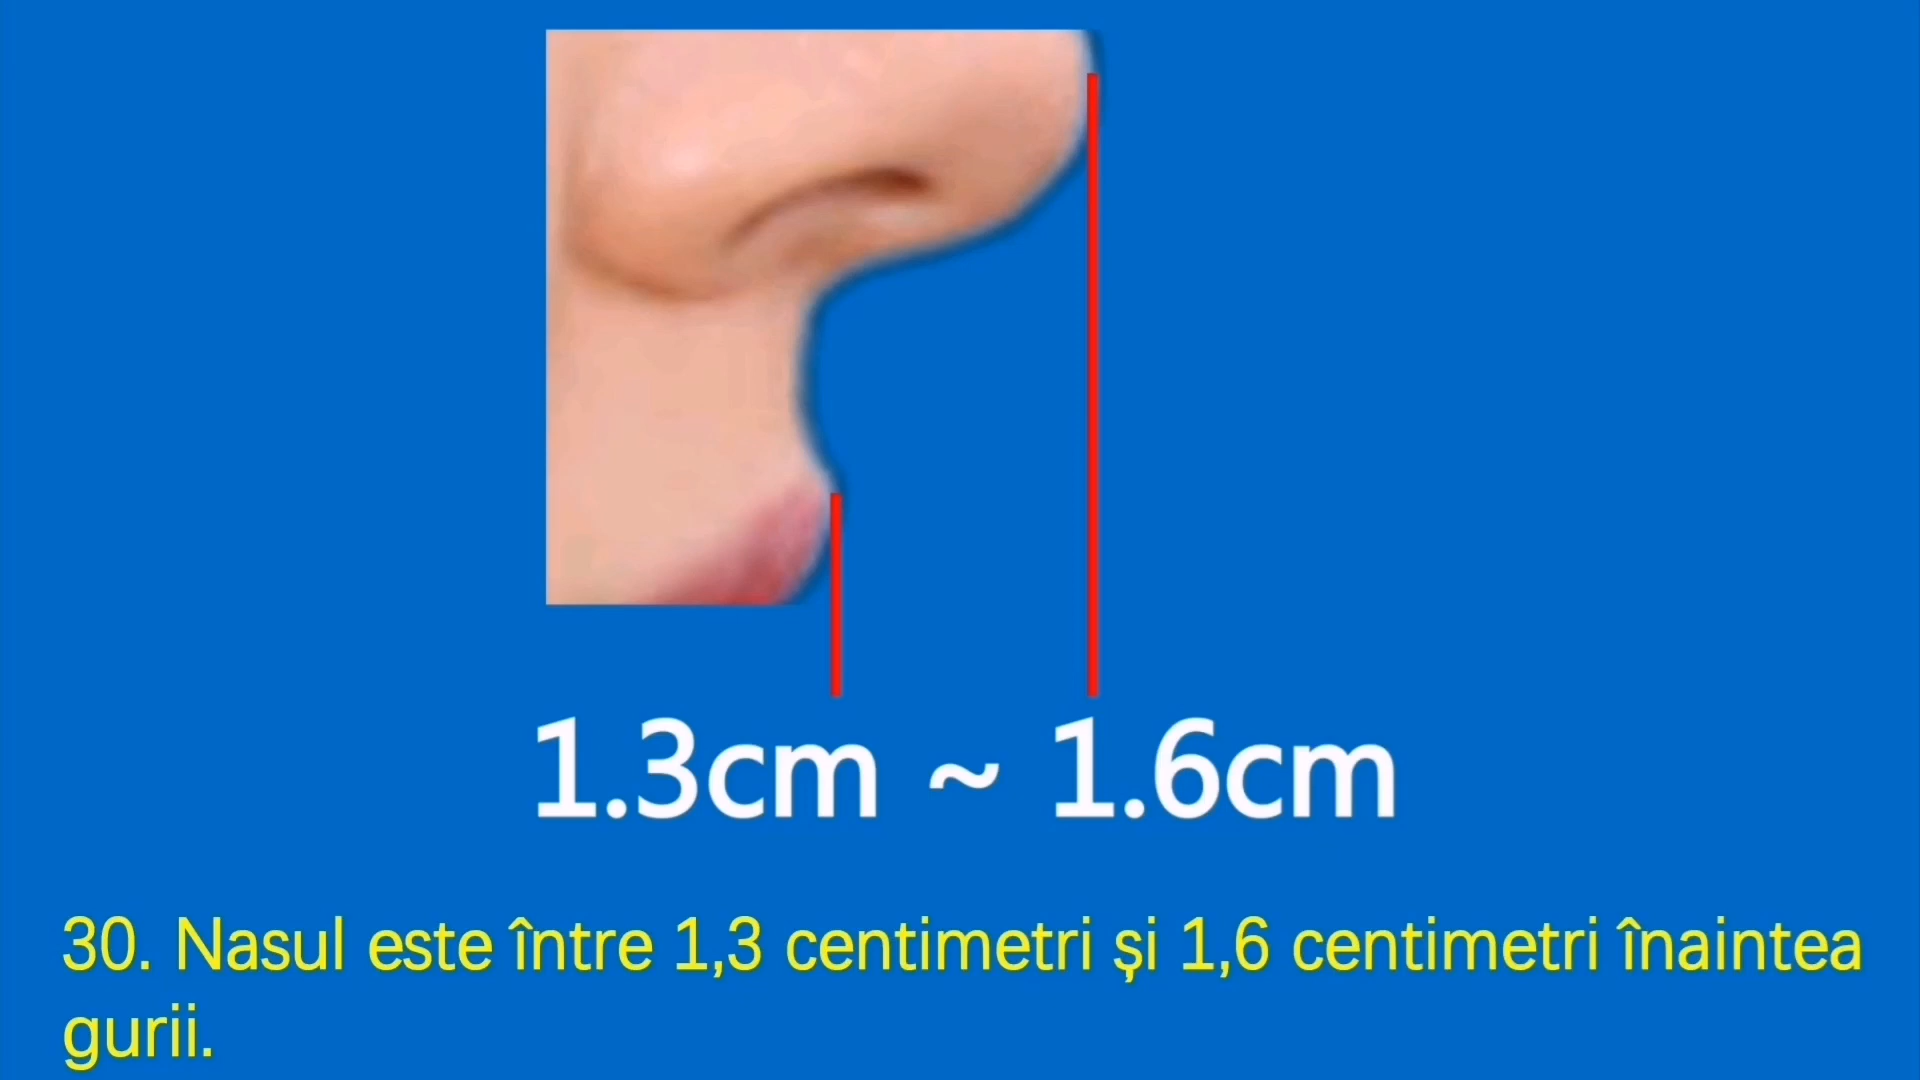 1.3cm ~ 1.6cm
30. Nasul este între 1,3 centimetri și 1,6 centimetri înaintea
gurii.